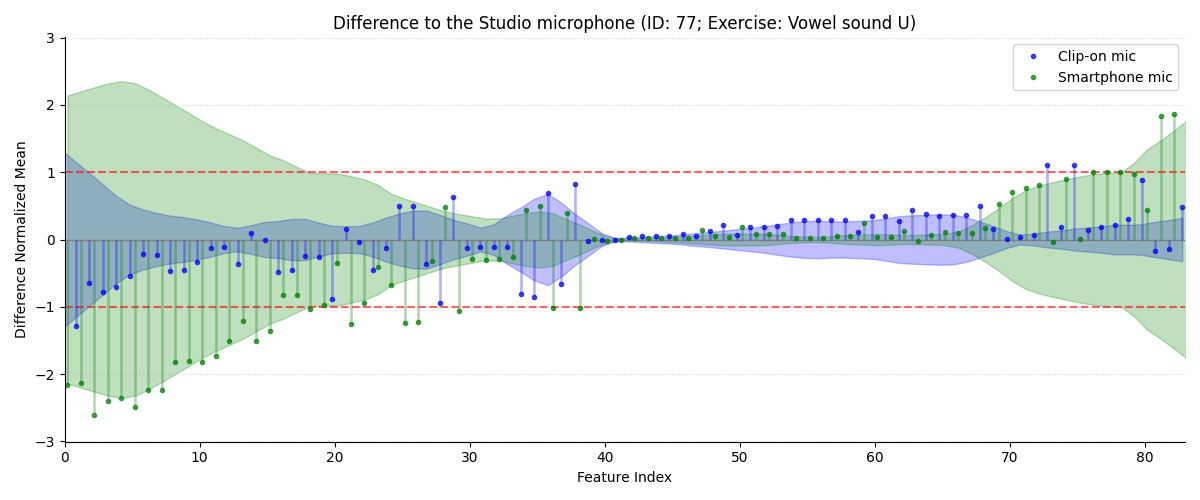 Difference to the Studio microphone (ID: 77; Exercise: Vowel sound U)
Clip-on mic
Smartphone mic
Difference Normalized Mean
3
2
1
0
−1
−2
−3
0 10 20 30 40 50 60 70 80
Feature Index